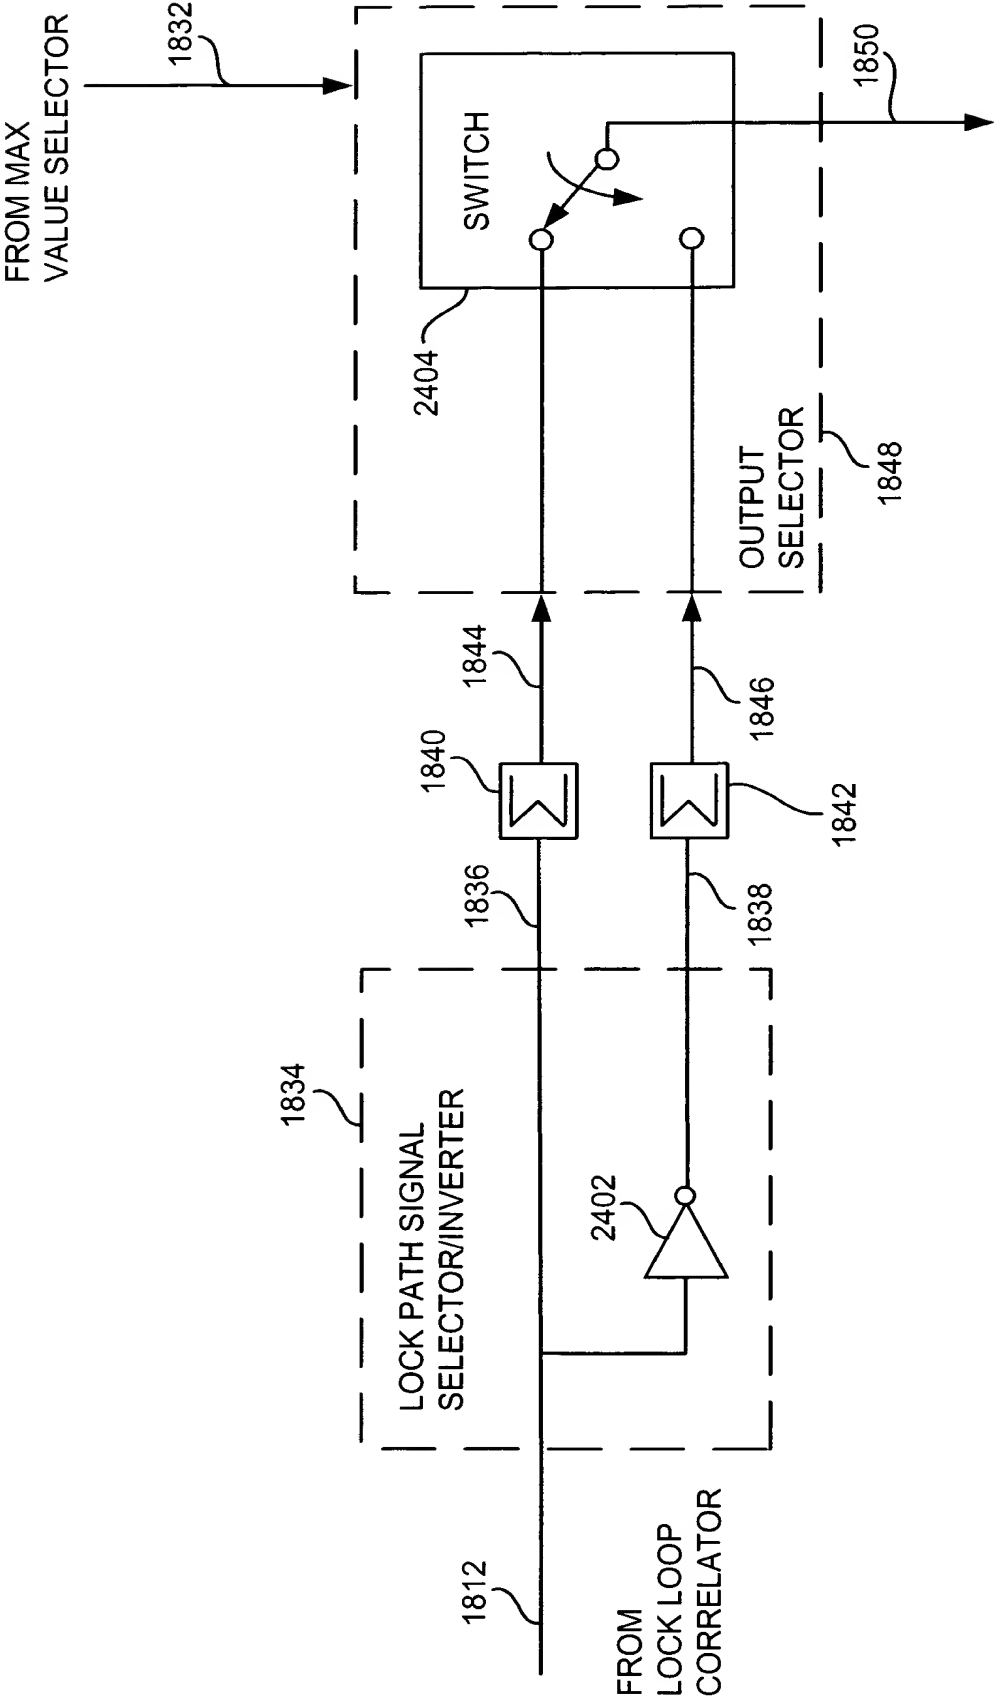 FROM MAX
VALUE SELECTOR
1832
SWITCH
1850
2404
OUTPUT
SELECTOR
1848
1844
1846
1840
1842
1836
1838
1834
LOCK PATH SIGNAL
SELECTOR/INVERTER
2402
1812
FROM
LOCK LOOP
CORRELATOR